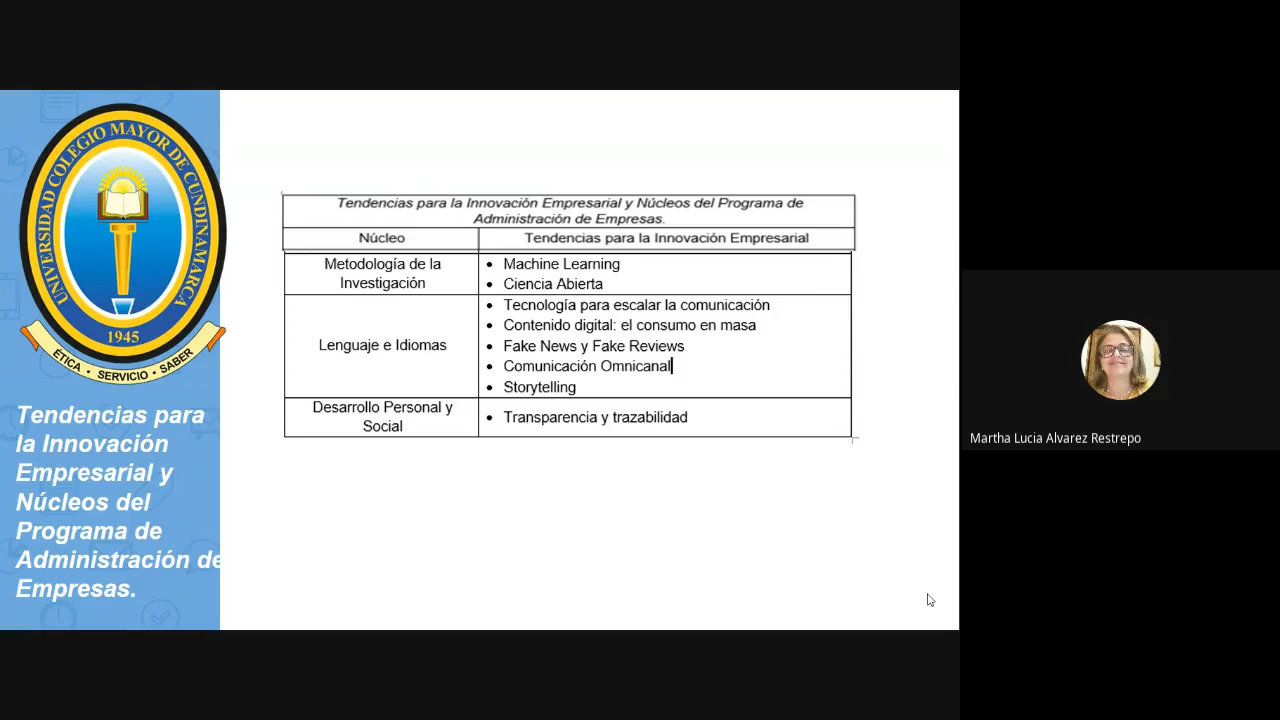 UNIVERSIDAD COLEGIO MAYOR DE CUNDINAMARCA
1945
ÉTICA • SERVICIO • SABER
Tendencias para
la Innovación
Empresarial y
Núcleos del
Programa de
Administración de
Empresas.
Tendencias para la Innovación Empresarial y Núcleos del Programa de
Administración de Empresas.
Núcleo
Tendencias para la Innovación Empresarial
Metodología de la
Investigación
• Machine Learning
• Ciencia Abierta
Lenguaje e Idiomas
• Tecnología para escalar la comunicación
• Contenido digital: el consumo en masa
• Fake News y Fake Reviews
• Comunicación Omnicanal
• Storytelling
Desarrollo Personal y
Social
• Transparencia y trazabilidad
Martha Lucia Alvarez Restrepo